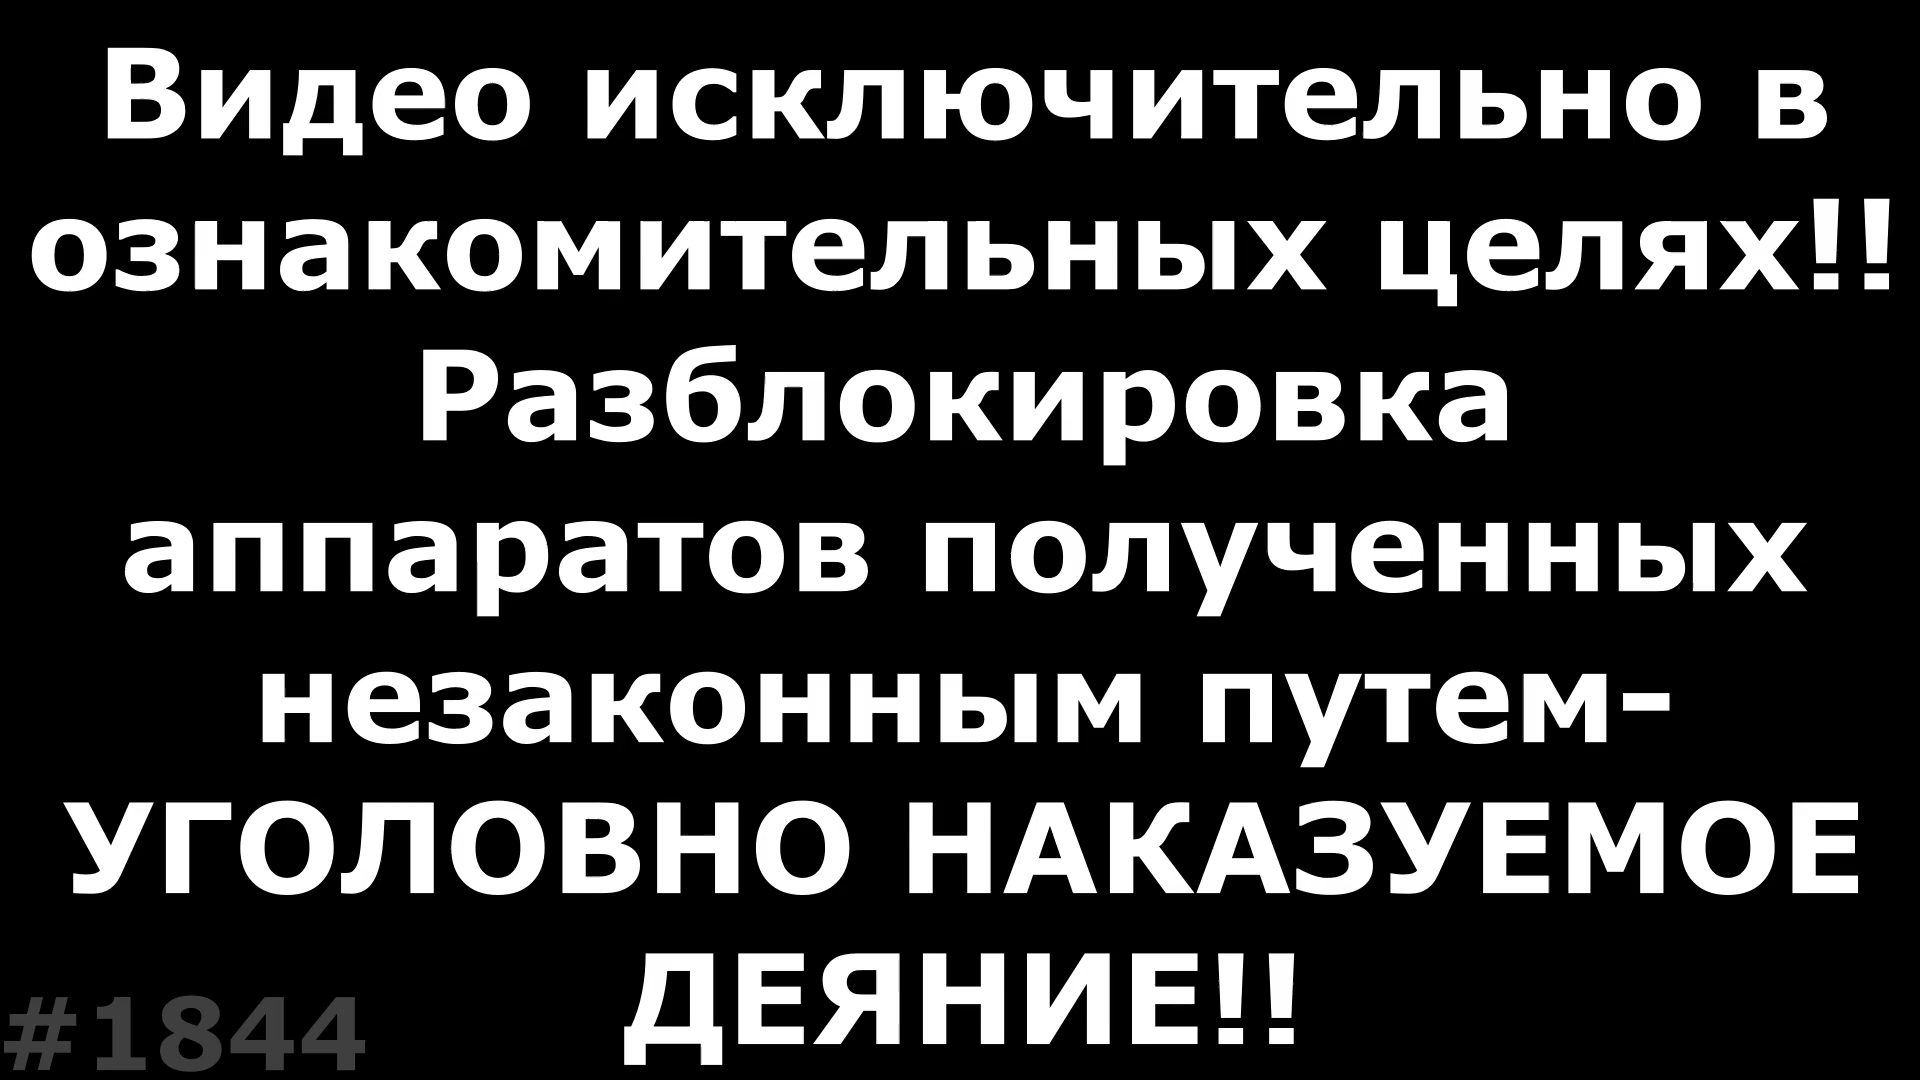 Видео исключительно в
ознакомительных целях!!
Разблокировка
аппаратов полученных
незаконным путем-
УГОЛОВНО НАКАЗУЕМОЕ
ДЕЯНИЕ!!
#1844